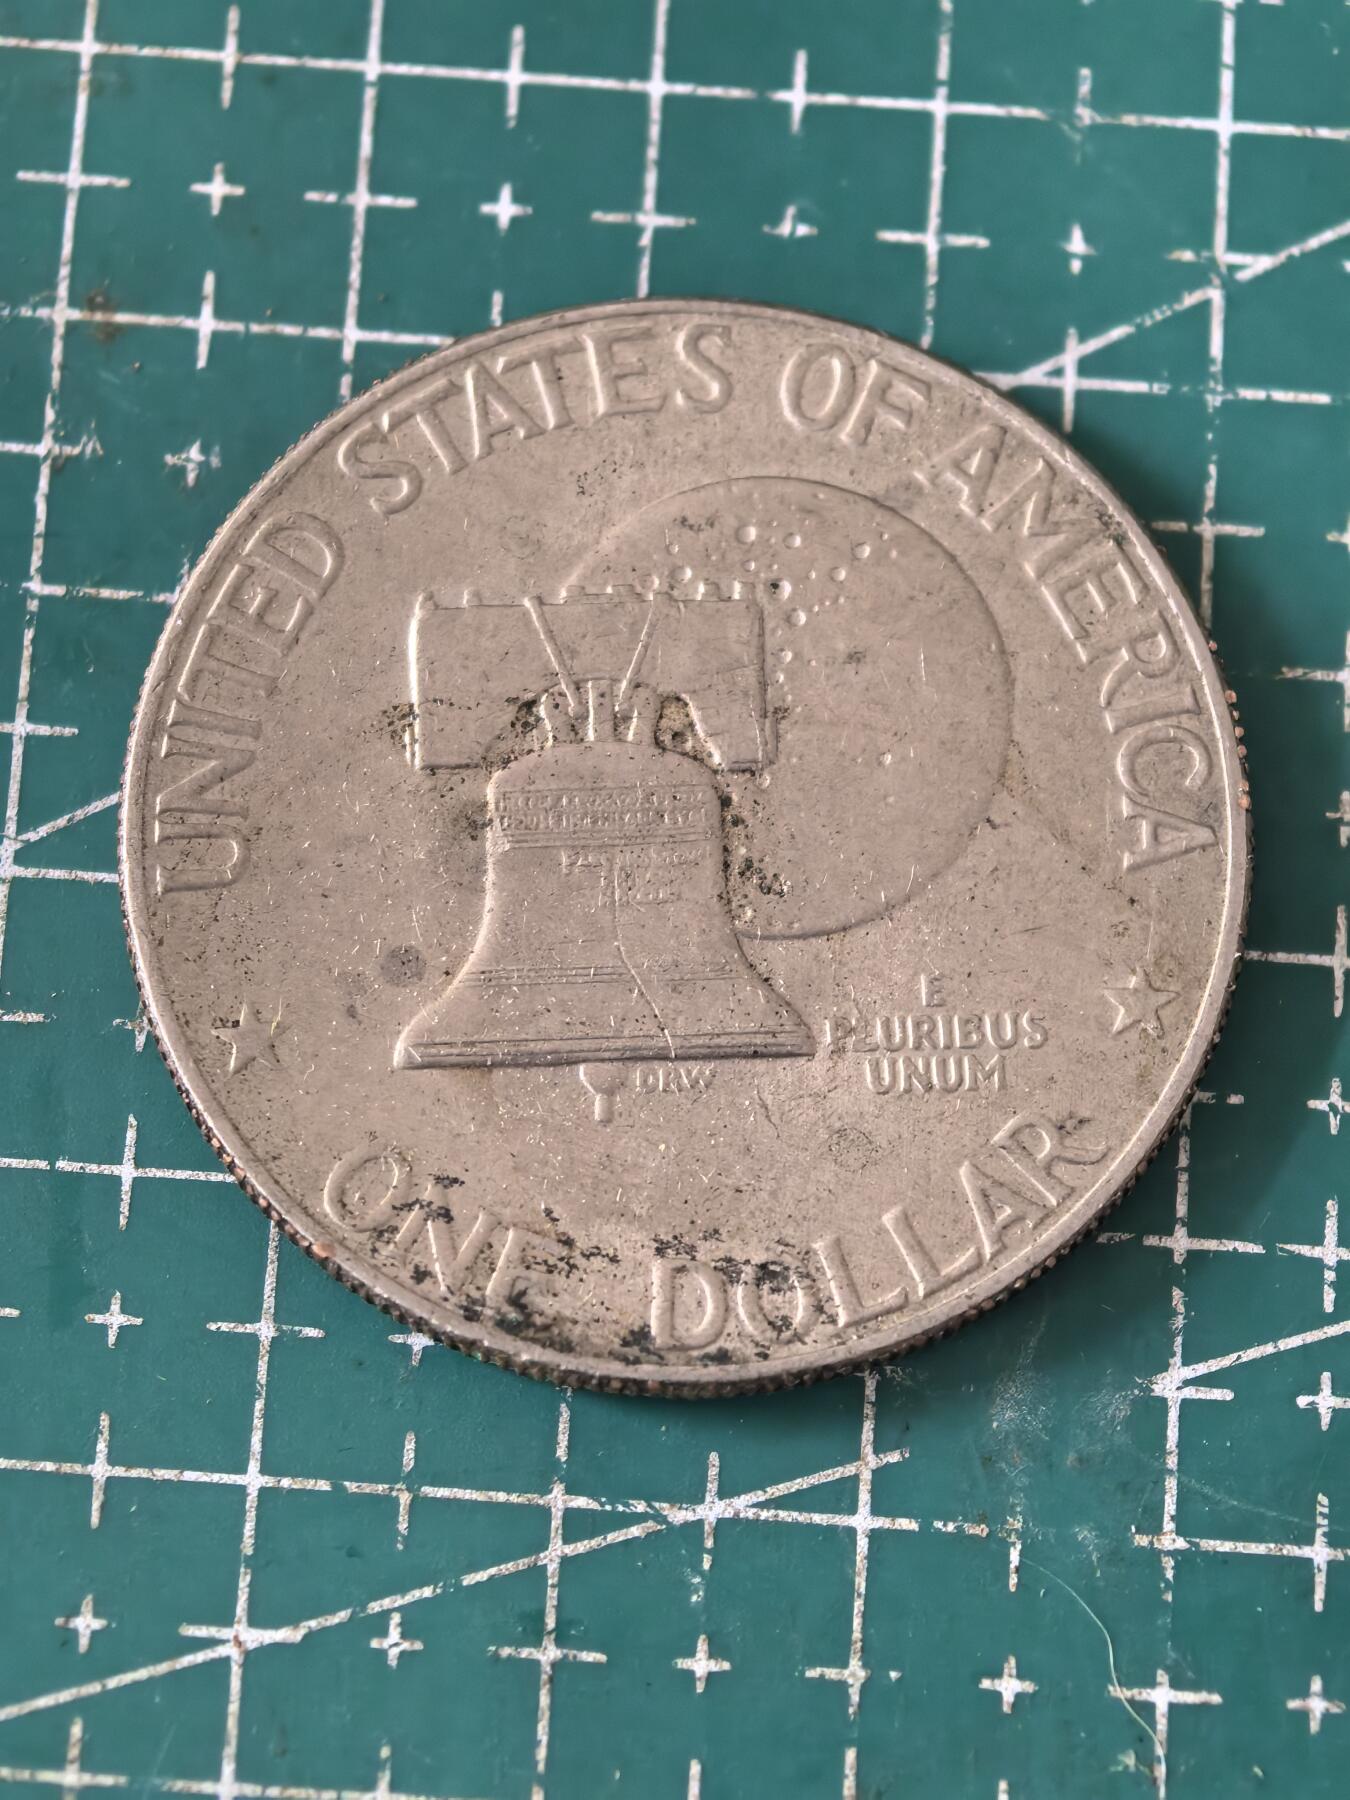 UNITED STATES OF AMERICA
E
PLURIBUS
UNUM
DRW
ONE DOLLAR